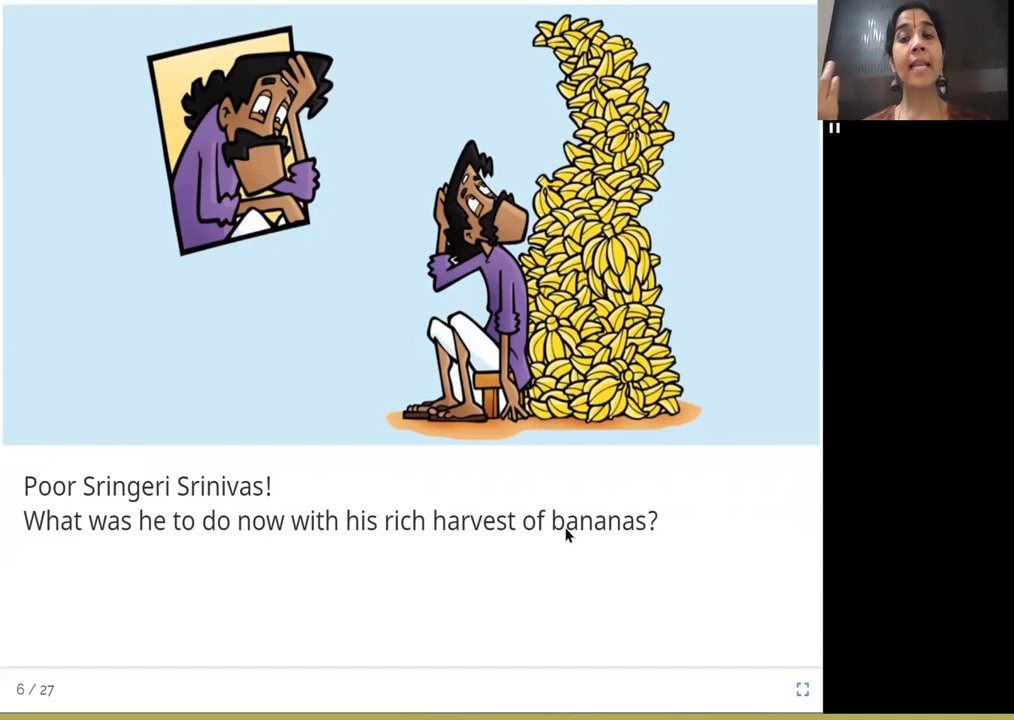 Poor Sringeri Srinivas!
What was he to do now with his rich harvest of bananas?
6 / 27